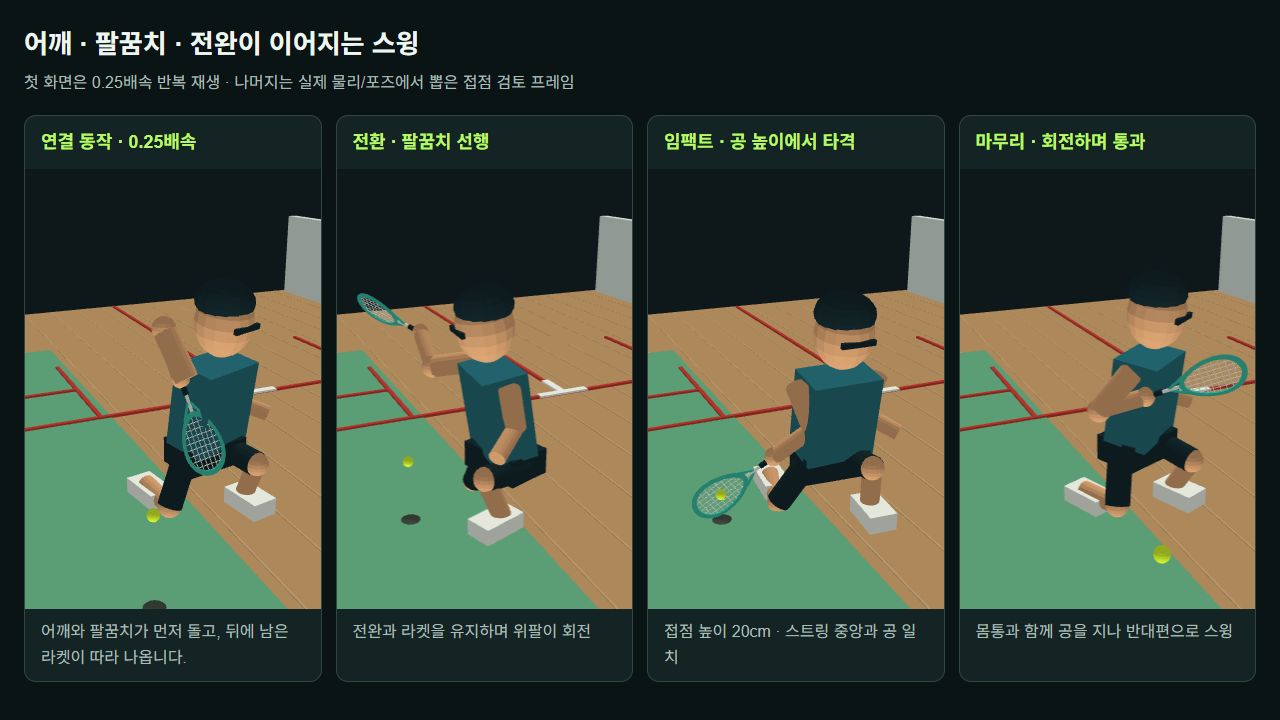 어깨 · 팔꿈치 · 전완이 이어지는 스윙
첫 화면은 0.25배속 반복 재생 · 나머지는 실제 물리/포즈에서 뽑은 접점 검토 프레임
연결 동작 · 0.25배속
어깨와 팔꿈치가 먼저 돌고, 뒤에 남은
라켓이 따라 나옵니다.
전환 · 팔꿈치 선행
전완과 라켓을 유지하며 위팔이 회전
임팩트 · 공 높이에서 타격
접점 높이 20cm · 스트링 중앙과 공 일
치
마무리 · 회전하며 통과
몸통과 함께 공을 지나 반대편으로 스윙